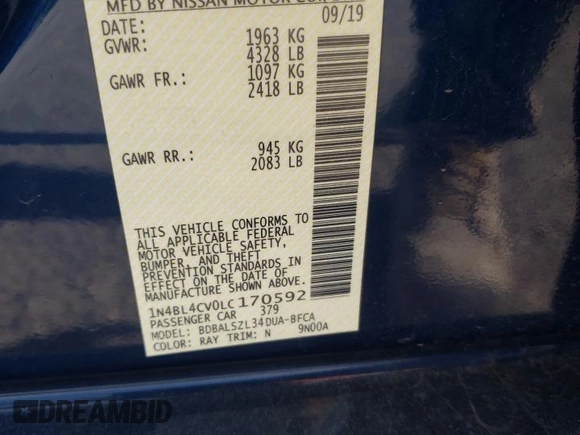 MFD BY NISSAN MOTOR
DATE: 09/19
GVWR: 1963 KG
4328 LB
GAWR FR.: 1097 KG
2418 LB
GAWR RR.: 945 KG
2083 LB
THIS VEHICLE CONFORMS TO
ALL APPLICABLE FEDERAL
MOTOR VEHICLE SAFETY,
BUMPER, AND THEFT
PREVENTION STANDARDS IN
EFFECT ON THE DATE OF
MANUFACTURE SHOWN ABOVE.
1N4BL4CV0LC170592
PASSENGER CAR 379
MODEL: BDBALSZL34DUA-BFCA
COLOR: RAY TRIM: N 9N00A
DREAMBID